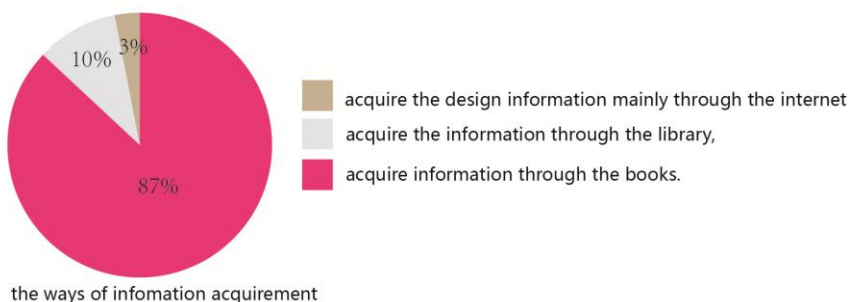 3%
10%
87%
acquire the design information mainly through the internet
acquire the information through the library,
acquire information through the books.
the ways of infomation acquirement